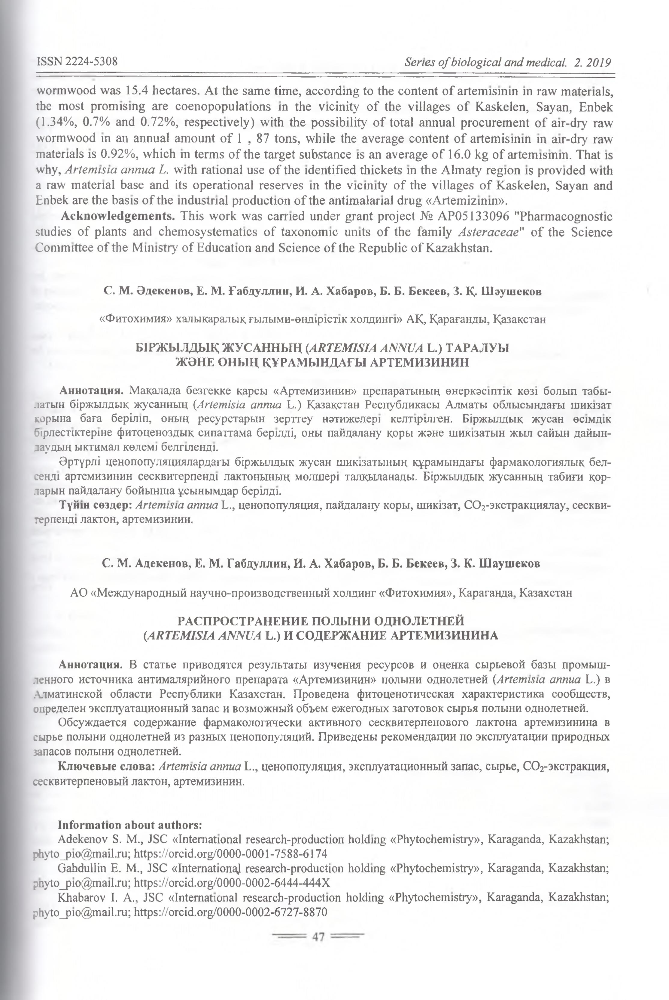 ISSN 2224-5308 Series of biological and medical. 2. 2019
wormwood was 15.4 hectares. At the same time, according to the content of artemisinin in raw materials,
the most promising are coenopopulations in the vicinity of the villages of Kaskelen, Sayan, Enbek
(1.34%, 0.7% and 0.72%, respectively) with the possibility of total annual procurement of air-dry raw
wormwood in an annual amount of 1 , 87 tons, while the average content of artemisinin in air-dry raw
materials is 0.92%, which in terms of the target substance is an average of 16.0 kg of artemisinin. That is
why, Artemisia annua L. with rational use of the identified thickets in the Almaty region is provided with
a raw material base and its operational reserves in the vicinity of the villages of Kaskelen, Sayan and
Enbek are the basis of the industrial production of the antimalarial drug «Artemizinin».
Acknowledgements. This work was carried under grant project № AP05133096 "Pharmacognostic
studies of plants and chemosystematics of taxonomic units of the family Asteraceae" of the Science
Committee of the Ministry of Education and Science of the Republic of Kazakhstan.
С. М. Әдекенов, Е. М. Ғабдуллин, И. А. Хабаров, Б. Б. Бекеев, З. Қ. Шәушеков
«Фитохимия» халықаралық ғылыми-өндірістік холдингі» АҚ, Қарағанды, Қазақстан
БІРЖЫЛДЫҚ ЖУСАННЫҢ (ARTEMISIA ANNUA L.) ТАРАЛУЫ
ЖӘНЕ ОНЫҢ ҚҰРАМЫНДАҒЫ АРТЕМИЗИНИН
Аннотация. Мақалада безгекке қарсы «Артемизинин» препаратының өнеркәсіптік көзі болып табы-
латын біржылдық жусанның (Artemisia annua L.) Қазақстан Республикасы Алматы облысындағы шикізат
қорына баға беріліп, оның ресурстарын зерттеу нәтижелері келтірілген. Біржылдық жусан өсімдік
бірлестіктеріне фитоценоздық сипаттама берілді, оны пайдалану қоры және шикізатын жыл сайын дайын-
даудың ықтимал көлемі белгіленді.
Әртүрлі ценопопуляциялардағы біржылдық жусан шикізатының құрамындағы фармакологиялық бел-
сенді артемизинин сесквитерпенді лактонының мөлшері талқыланады. Біржылдық жусанның табиғи қор-
ларын пайдалану бойынша ұсынымдар берілді.
Түйін сөздер: Artemisia annua L., ценопопуляция, пайдалану қоры, шикізат, СО2-экстракциялау, сескви-
терпенді лактон, артемизинин.
С. М. Адекенов, Е. М. Габдуллин, И. А. Хабаров, Б. Б. Бекеев, З. К. Шаушеков
АО «Международный научно-производственный холдинг «Фитохимия», Караганда, Казахстан
РАСПРОСТРАНЕНИЕ ПОЛЫНИ ОДНОЛЕТНЕЙ
(ARTEMISIA ANNUA L.) И СОДЕРЖАНИЕ АРТЕМИЗИНИНА
Аннотация. В статье приводятся результаты изучения ресурсов и оценка сырьевой базы промыш-
ленного источника антималярийного препарата «Артемизинин» полыни однолетней (Artemisia annua L.) в
Алматинской области Республики Казахстан. Проведена фитоценотическая характеристика сообществ,
определен эксплуатационный запас и возможный объем ежегодных заготовок сырья полыни однолетней.
Обсуждается содержание фармакологически активного сесквитерпенового лактона артемизинина в
сырье полыни однолетней из разных ценопопуляций. Приведены рекомендации по эксплуатации природных
запасов полыни однолетней.
Ключевые слова: Artemisia annua L., ценопопуляция, эксплуатационный запас, сырье, СО2-экстракция,
сесквитерпеновый лактон, артемизинин.
Information about authors:
Adekenov S. M., JSC «International research-production holding «Phytochemistry», Karaganda, Kazakhstan;
phyto_pio@mail.ru; https://orcid.org/0000-0001-7588-6174
Gabdullin E. M., JSC «International research-production holding «Phytochemistry», Karaganda, Kazakhstan;
phyto_pio@mail.ru; https://orcid.org/0000-0002-6444-444X
Khabarov I. A., JSC «International research-production holding «Phytochemistry», Karaganda, Kazakhstan;
phyto_pio@mail.ru; https://orcid.org/0000-0002-6727-8870
47